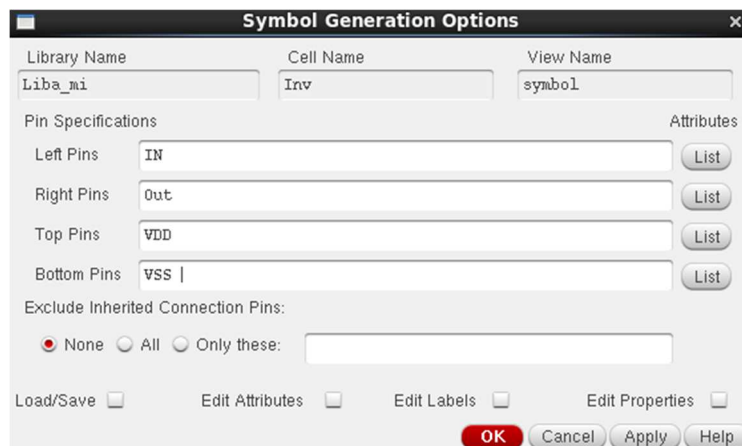 Symbol Generation Options
Library Name Cell Name View Name
Liba_mi Inv symbol
Pin Specifications Attributes
Left Pins IN List
Right Pins Out List
Top Pins VDD List
Bottom Pins VSS List
Exclude Inherited Connection Pins:
None All Only these:
Load/Save Edit Attributes Edit Labels Edit Properties
OK Cancel Apply Help